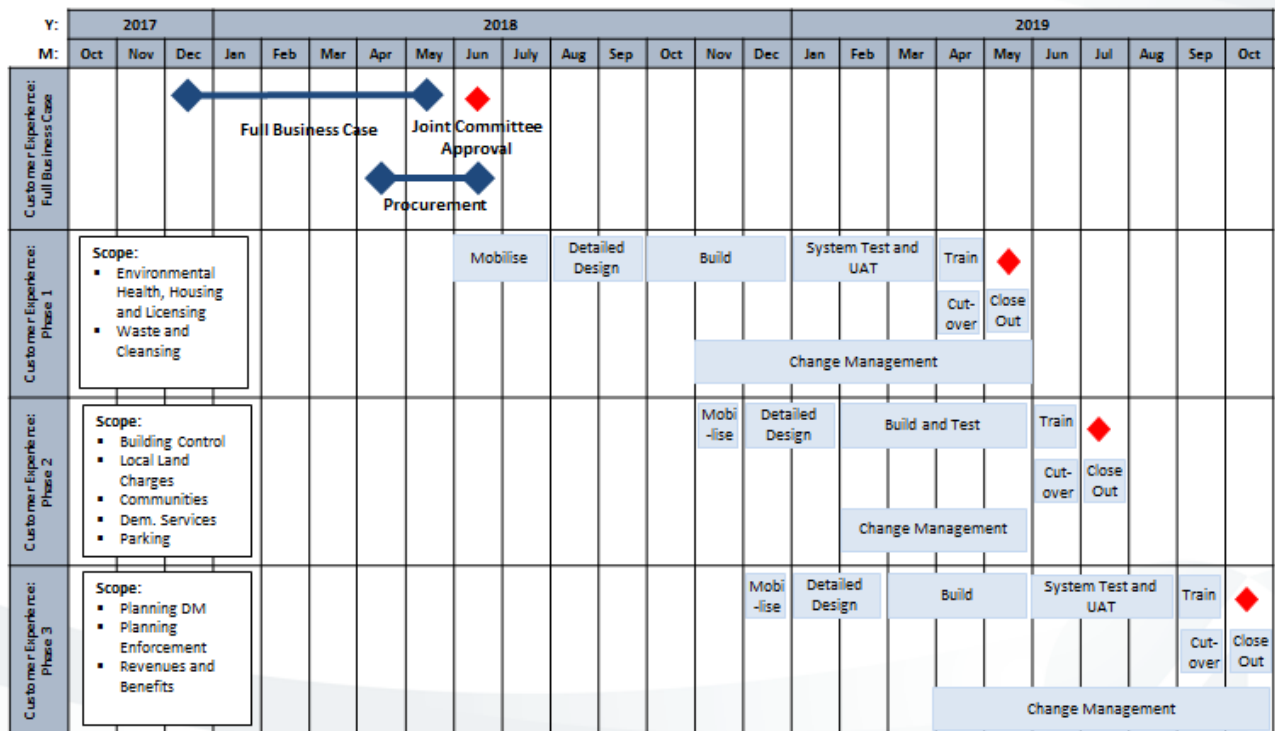 Y: 2017 2018 2019
M: Oct Nov Dec Jan Feb Mar Apr May Jun July Aug Sep Oct Nov Dec Jan Feb Mar Apr May Jun Jul Aug Sep Oct
Customer Experience:
Full Business Case
Full Business Case
Joint Committee
Approval
Procurement
Customer Experience:
Phase 1
Scope:
▪ Environmental
Health, Housing
and Licensing
▪ Waste and
Cleansing
Mobilise
Detailed
Design
Build
System Test and
UAT
Train
Cut-
over
Close
Out
Change Management
Customer Experience:
Phase 2
Scope:
▪ Building Control
▪ Local Land
Charges
▪ Communities
▪ Dem. Services
▪ Parking
Mobi
-lise
Detailed
Design
Build and Test
Train
Cut-
over
Close
Out
Change Management
Customer Experience:
Phase 3
Scope:
▪ Planning DM
▪ Planning
Enforcement
▪ Revenues and
Benefits
Mobi
-lise
Detailed
Design
Build
System Test and
UAT
Train
Cut-
over
Close
Out
Change Management